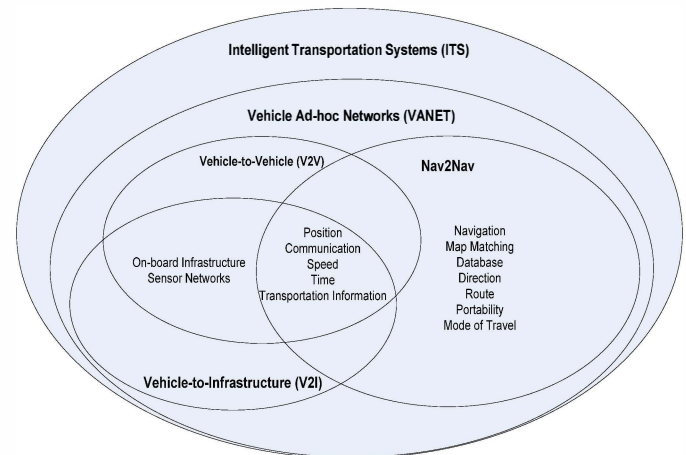 Intelligent Transportation Systems (ITS)
Vehicle Ad-hoc Networks (VANET)
Vehicle-to-Vehicle (V2V)
Nav2Nav
On-board Infrastructure
Sensor Networks
Position
Communication
Speed
Time
Transportation Information
Navigation
Map Matching
Database
Direction
Route
Portability
Mode of Travel
Vehicle-to-Infrastructure (V2I)